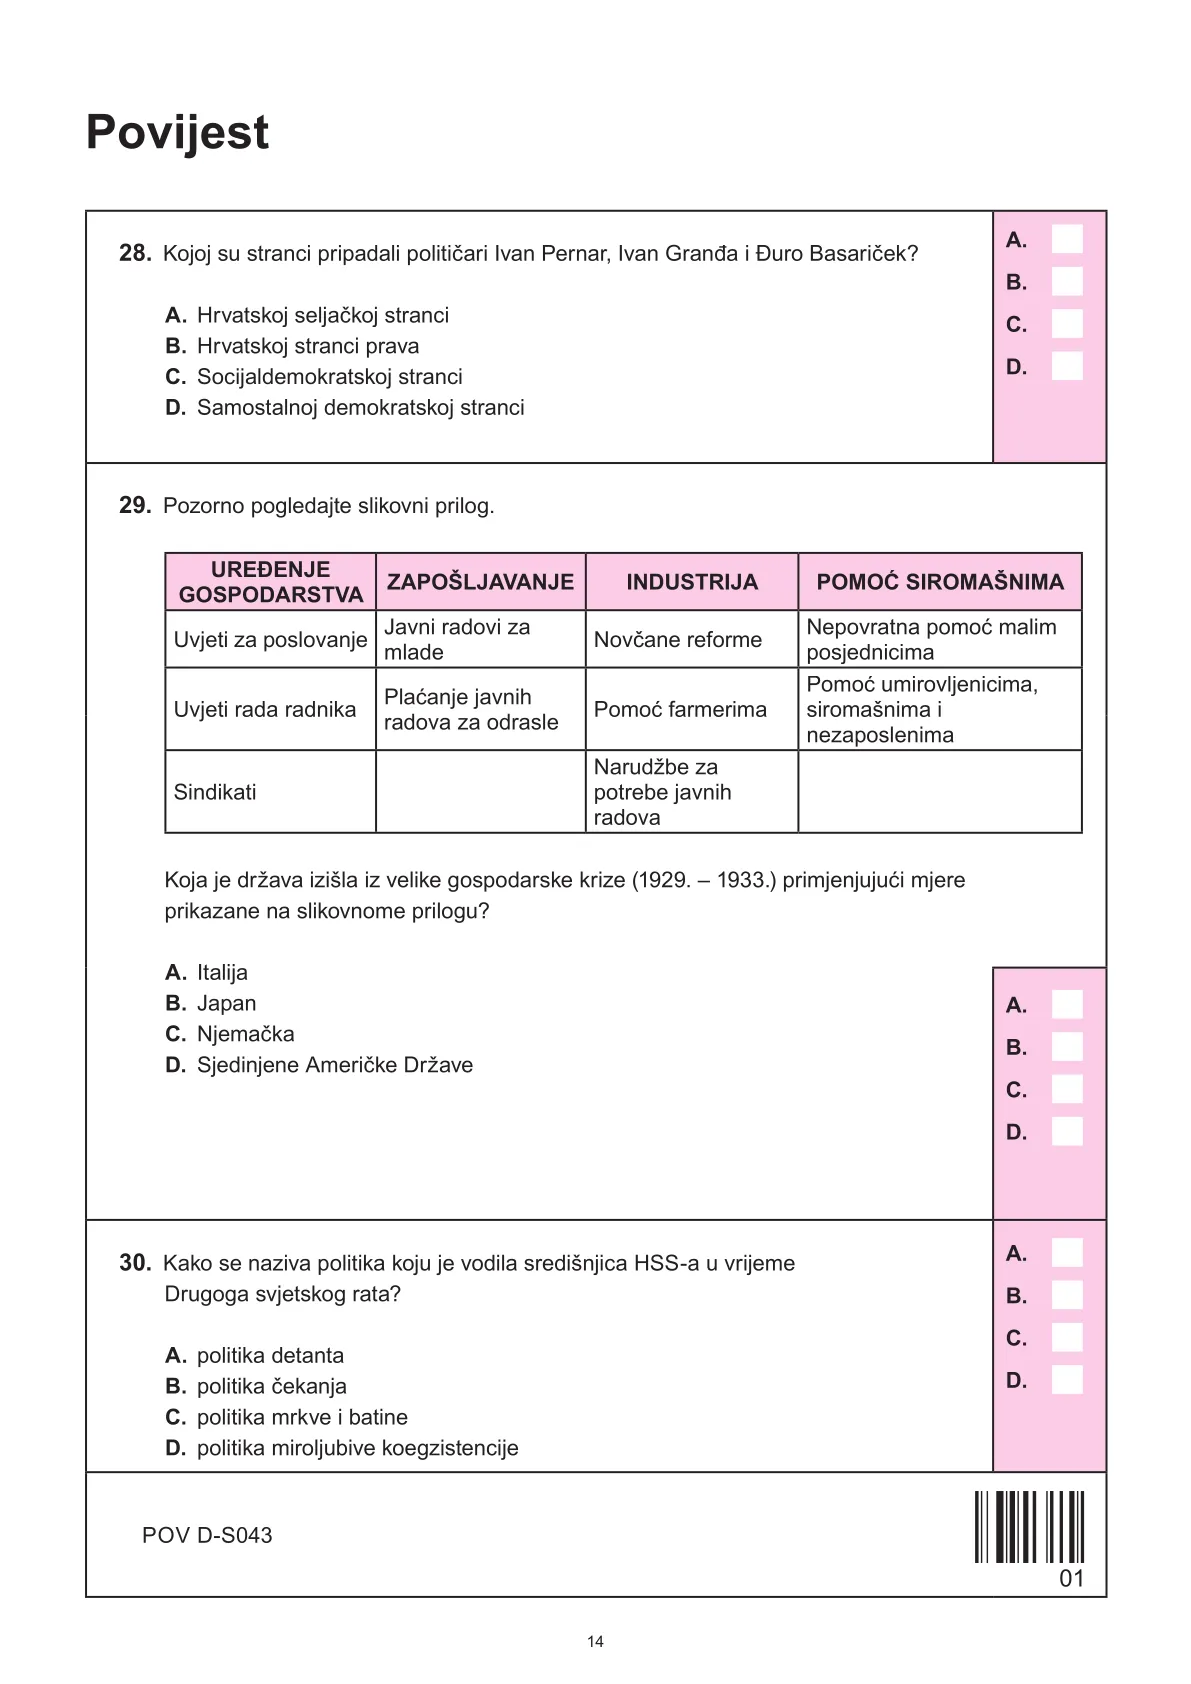 Povijest
28. Kojoj su stranci pripadali političari Ivan Pernar, Ivan Granđa i Đuro Basariček?
A. Hrvatskoj seljačkoj stranci
B. Hrvatskoj stranci prava
C. Socijaldemokratskoj stranci
D. Samostalnoj demokratskoj stranci
A.
B.
C.
D.
29. Pozorno pogledajte slikovni prilog.
UREĐENJE
GOSPODARSTVA
ZAPOŠLJAVANJE
INDUSTRIJA
POMOĆ SIROMAŠNIMA
Uvjeti za poslovanje
Javni radovi za
mlade
Novčane reforme
Nepovratna pomoć malim
posjednicima
Uvjeti rada radnika
Plaćanje javnih
radova za odrasle
Pomoć farmerima
Pomoć umirovljenicima,
siromašnima i
nezaposlenima
Sindikati
Narudžbe za
potrebe javnih
radova
Koja je država izišla iz velike gospodarske krize (1929. – 1933.) primjenjujući mjere
prikazane na slikovnome prilogu?
A. Italija
B. Japan
C. Njemačka
D. Sjedinjene Američke Države
A.
B.
C.
D.
30. Kako se naziva politika koju je vodila središnjica HSS-a u vrijeme
Drugoga svjetskog rata?
A. politika detanta
B. politika čekanja
C. politika mrkve i batine
D. politika miroljubive koegzistencije
A.
B.
C.
D.
POV D-S043
01
14